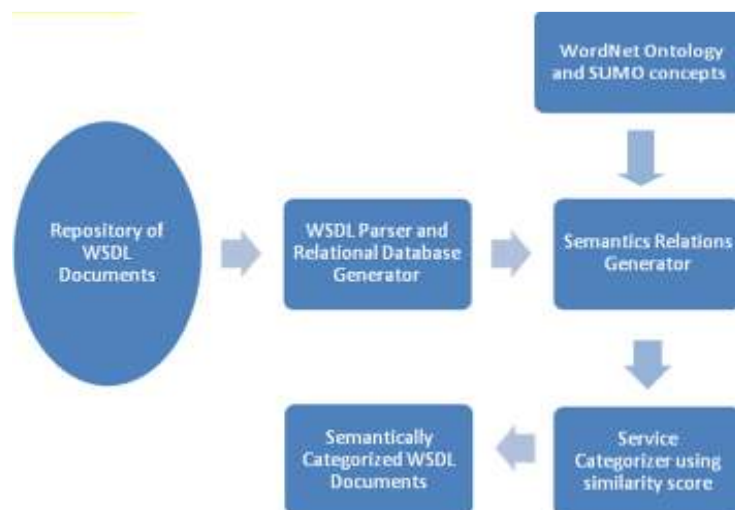 WordNet Ontology
and SUMO concepts
Repository of
WSDL
Documents
WSDL Parser and
Relational Database
Generator
Semantics Relations
Generator
Semantically
Categorized WSDL
Documents
Service
Categorizer using
similarity score